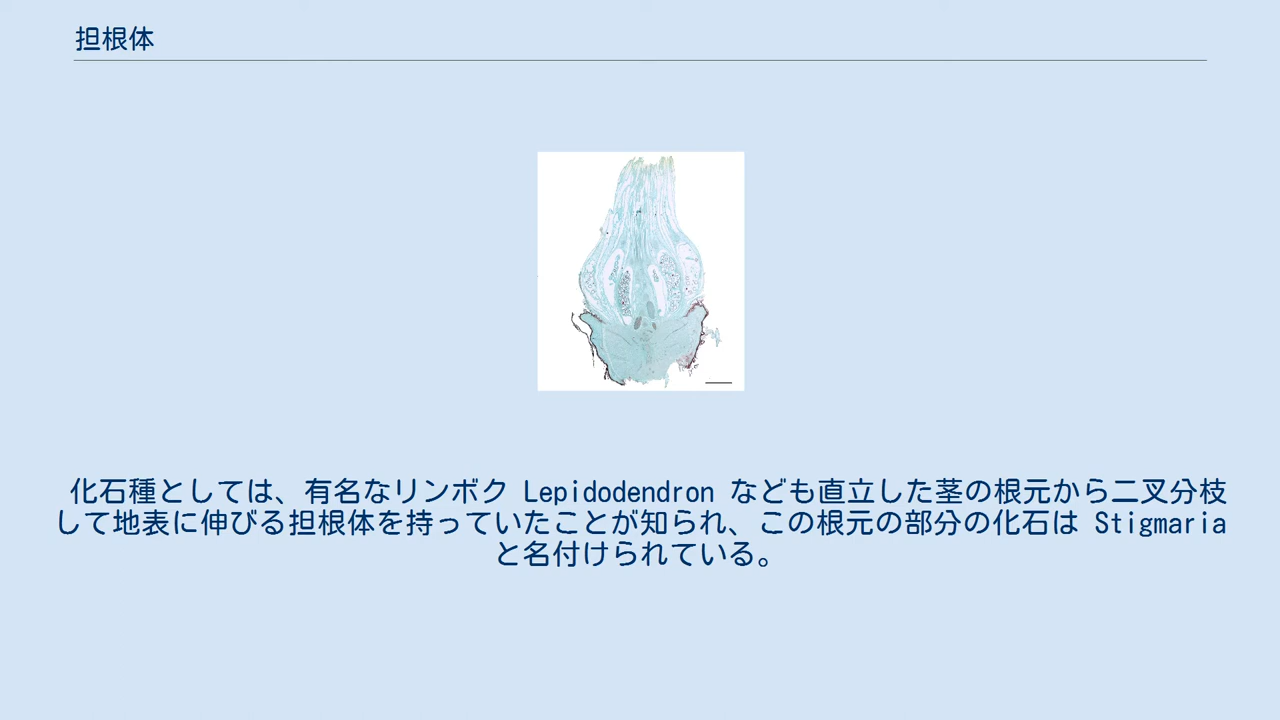 担根体
化石種としては、有名なリンボク Lepidodendron なども直立した茎の根元から二叉分枝
して地表に伸びる担根体を持っていたことが知られ、この根元の部分の化石は Stigmaria
と名付けられている。